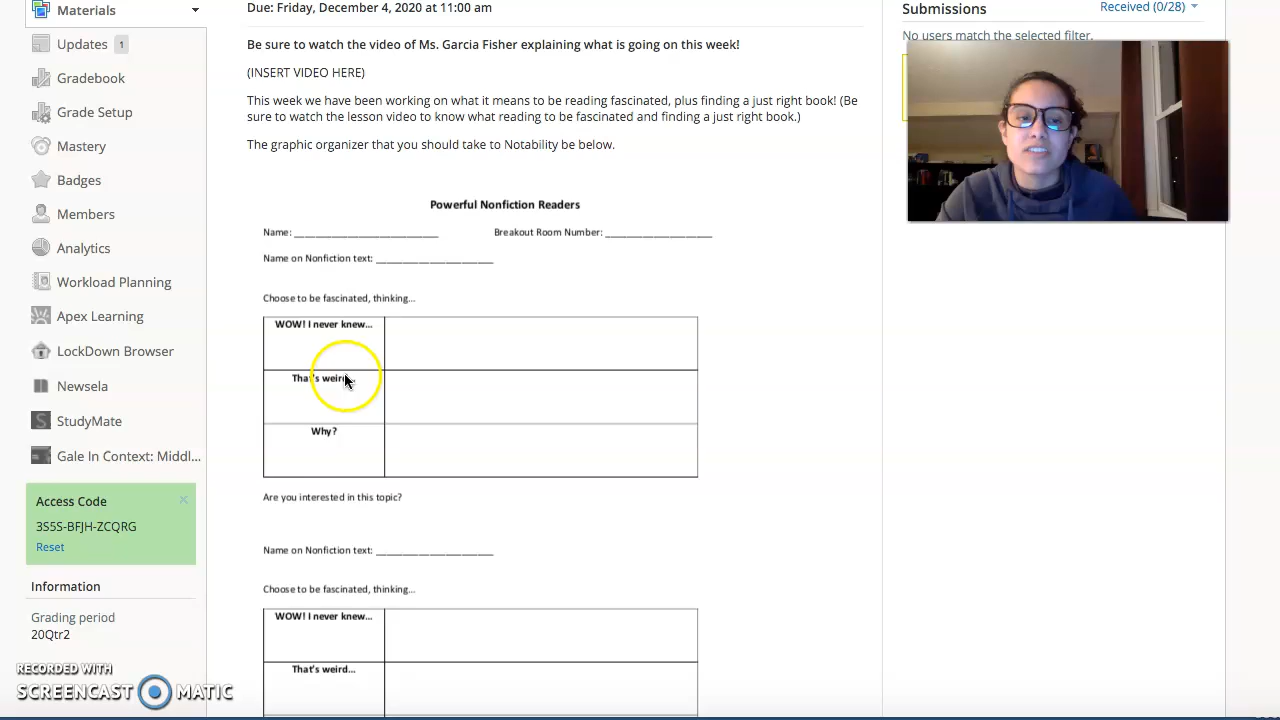 Materials
Updates 1
Gradebook
Grade Setup
Mastery
Badges
Members
Analytics
Workload Planning
Apex Learning
LockDown Browser
Newsela
StudyMate
Gale In Context: Middl...
Access Code
3S5S-BFJH-ZCQRG
Reset
Information
Grading period
20Qtr2
RECORDED WITH
SCREENCAST MATIC
Due: Friday, December 4, 2020 at 11:00 am
Be sure to watch the video of Ms. Garcia Fisher explaining what is going on this week!
(INSERT VIDEO HERE)
This week we have been working on what it means to be reading fascinated, plus finding a just right book! (Be
sure to watch the lesson video to know what reading to be fascinated and finding a just right book.)
The graphic organizer that you should take to Notability be below.
Powerful Nonfiction Readers
Name: Breakout Room Number:
Name on Nonfiction text:
Choose to be fascinated, thinking...
WOW! I never knew...
That's weird
Why?
Are you interested in this topic?
Name on Nonfiction text:
Choose to be fascinated, thinking...
WOW! I never knew...
That's weird...
Submissions
Received (0/28)
No users match the selected filter.